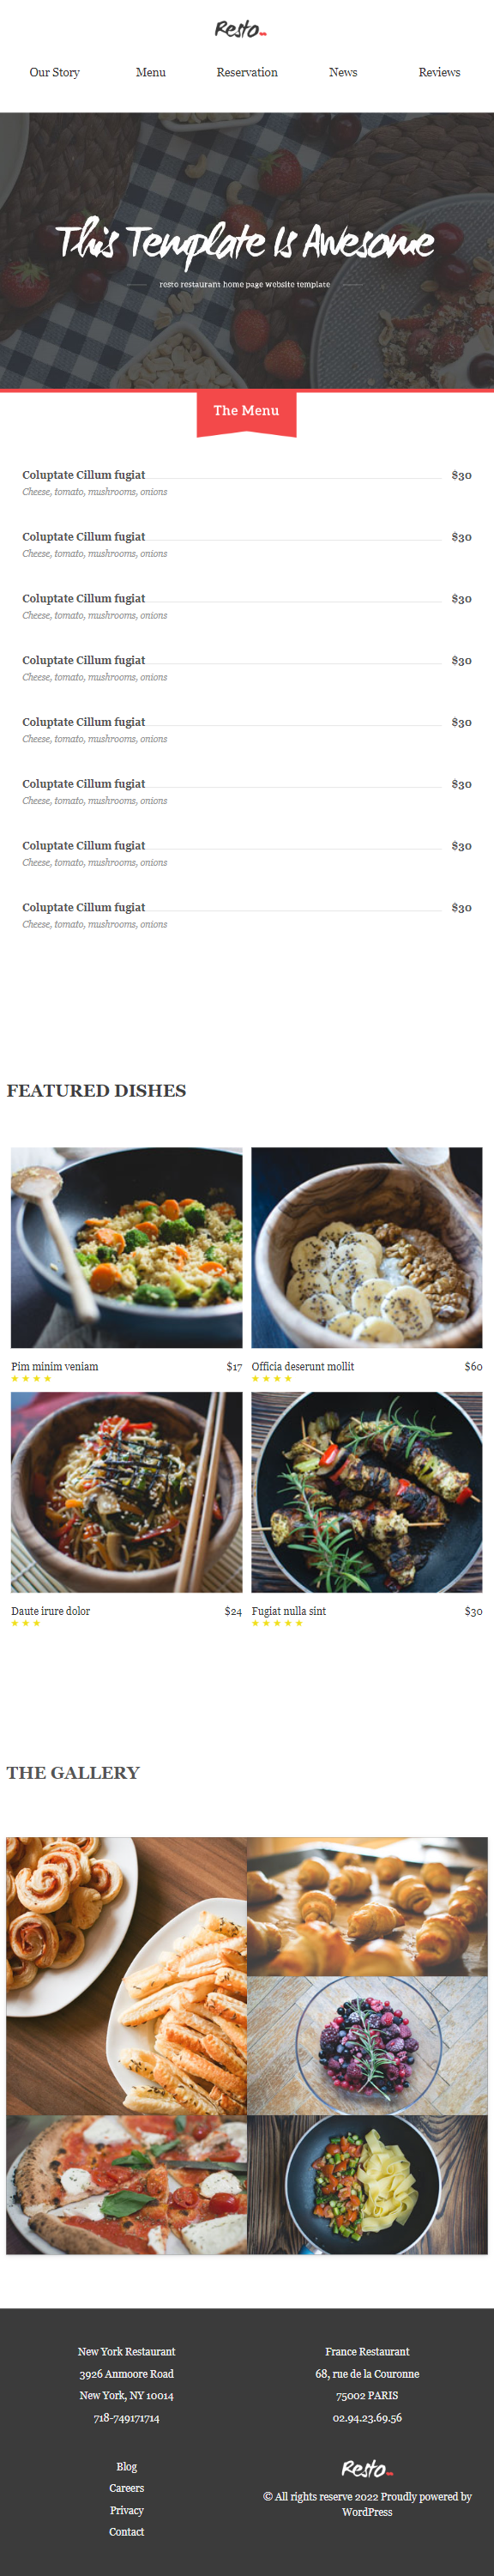 Resto
Our Story Menu Reservation News Reviews
This Template Is Awesome
resto restaurant home page website template
The Menu
Coluptate Cillum fugiat $30
Cheese, tomato, mushrooms, onions
Coluptate Cillum fugiat $30
Cheese, tomato, mushrooms, onions
Coluptate Cillum fugiat $30
Cheese, tomato, mushrooms, onions
Coluptate Cillum fugiat $30
Cheese, tomato, mushrooms, onions
Coluptate Cillum fugiat $30
Cheese, tomato, mushrooms, onions
Coluptate Cillum fugiat $30
Cheese, tomato, mushrooms, onions
Coluptate Cillum fugiat $30
Cheese, tomato, mushrooms, onions
Coluptate Cillum fugiat $30
Cheese, tomato, mushrooms, onions
FEATURED DISHES
Pim minim veniam $17
Officia deserunt mollit $60
Daute irure dolor $24
Fugiat nulla sint $30
THE GALLERY
New York Restaurant
3926 Anmoore Road
New York, NY 10014
718-749171714
France Restaurant
68, rue de la Couronne
75002 PARIS
02.94.23.69.56
Blog
Careers
Privacy
Contact
Resto
© All rights reserve 2022 Proudly powered by
WordPress